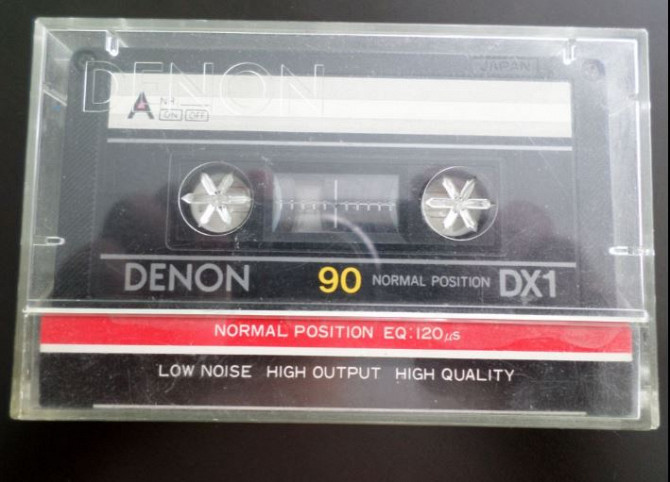 DENON
JAPAN
A N.R.
ON OFF
DENON 90 NORMAL POSITION DX1
NORMAL POSITION EQ:120μs
LOW NOISE HIGH OUTPUT HIGH QUALITY